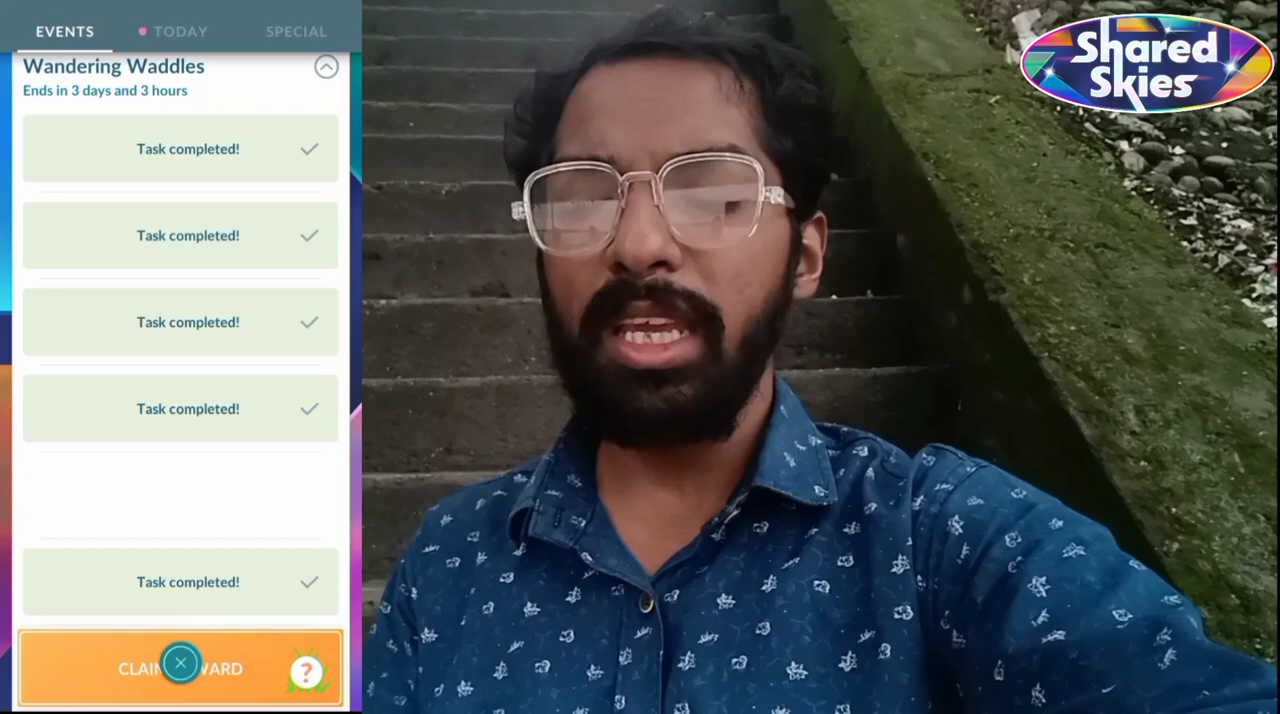 EVENTS
TODAY
SPECIAL
Wandering Waddles
Ends in 3 days and 3 hours
Task completed!
Task completed!
Task completed!
Task completed!
Task completed!
?
Shared
Skies